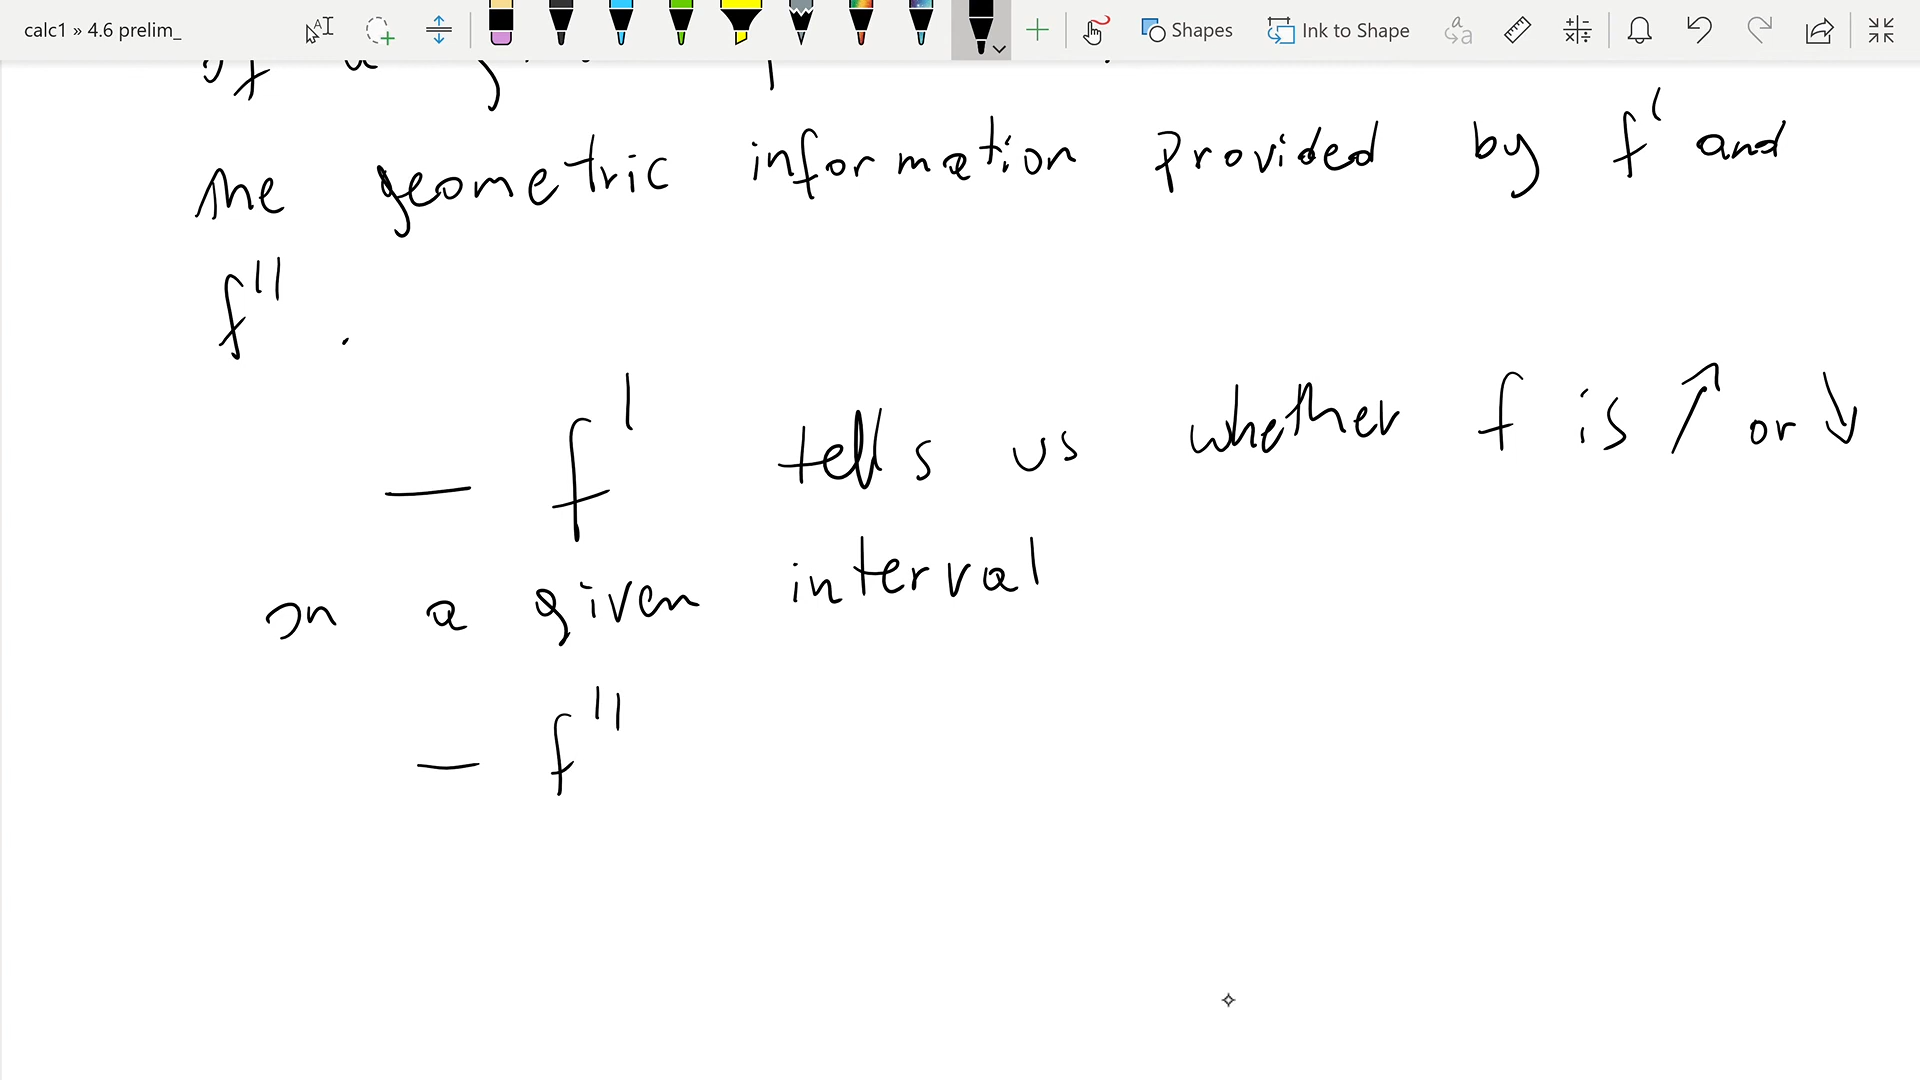 calc1 » 4.6 prelim_ Shapes Ink to Shape
the geometric information provided by f' and
f'' .
— f' tells us whether f is ↗ or ↘
on a given interval
— f''